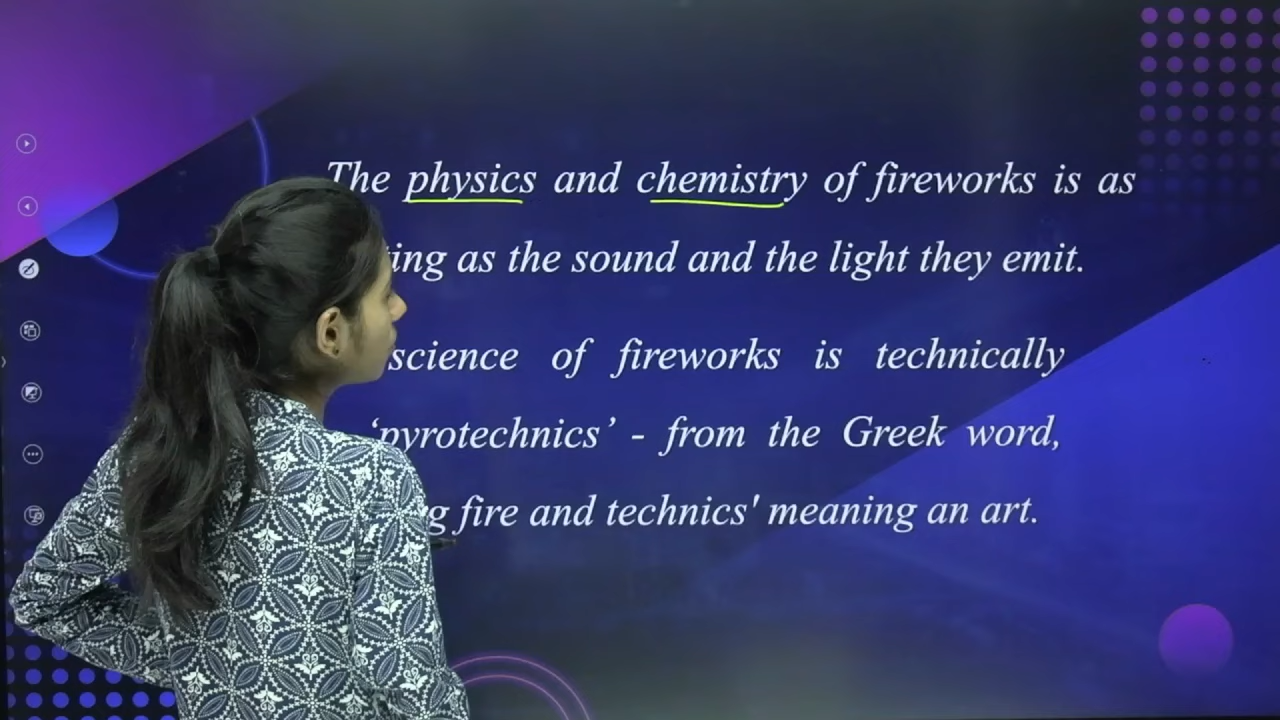 The physics and chemistry of fireworks is as
as the sound and the light they emit.
science of fireworks is technically
‘pyrotechnics’ - from the Greek word,
fire and technics' meaning an art.